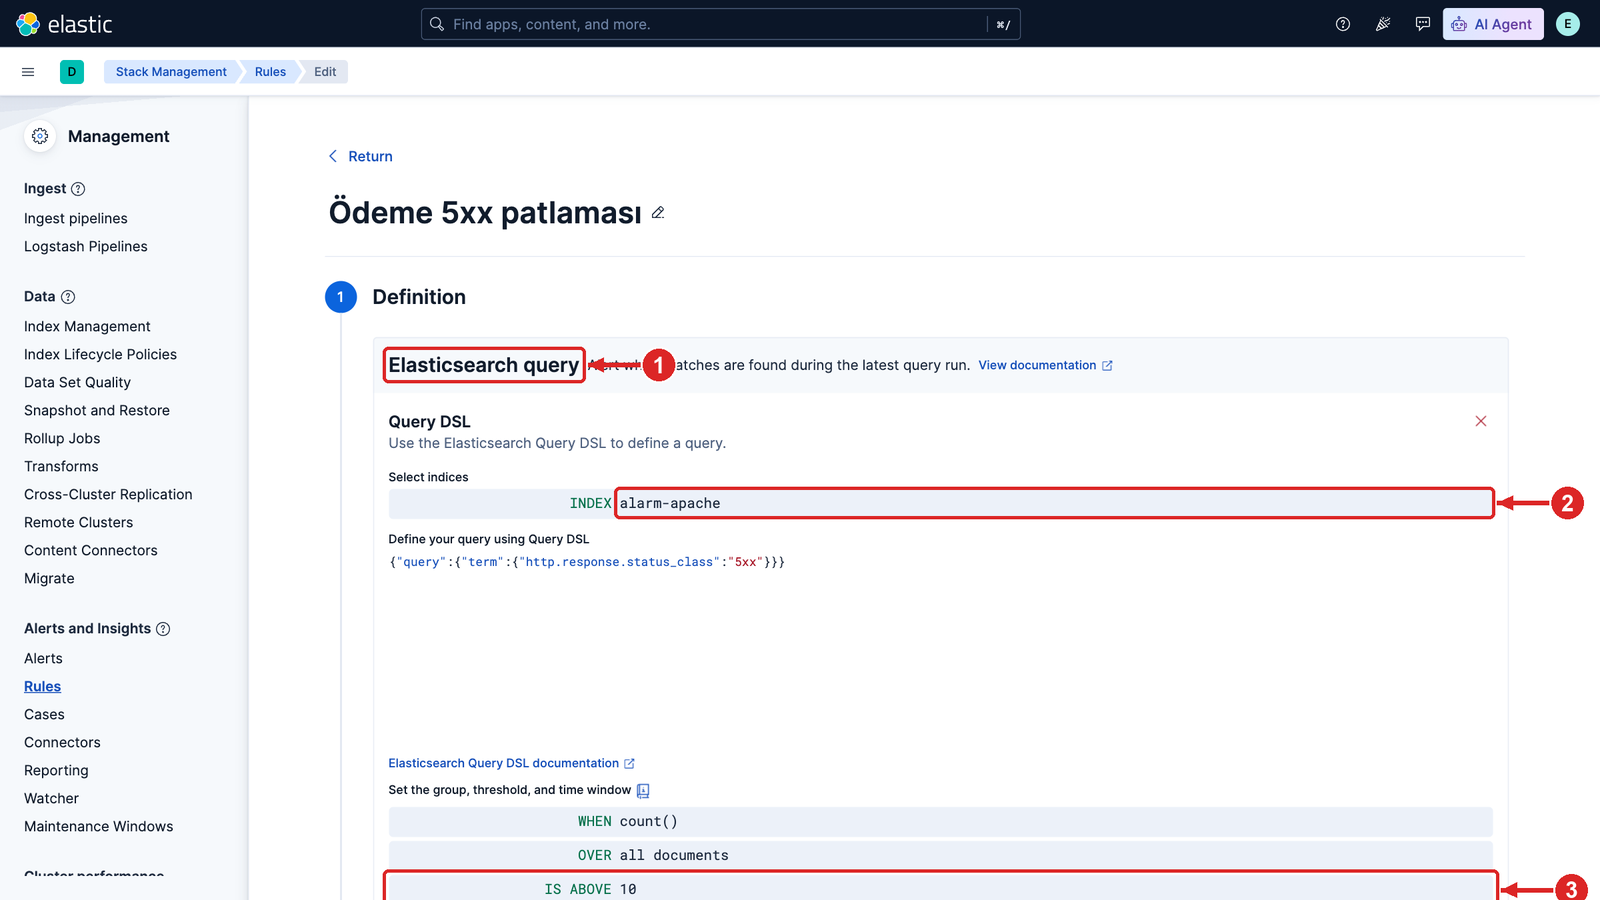 elastic
Find apps, content, and more.
⌘/
AI Agent
E
D
Stack Management
Rules
Edit
Management
Ingest
Ingest pipelines
Logstash Pipelines
Data
Index Management
Index Lifecycle Policies
Data Set Quality
Snapshot and Restore
Rollup Jobs
Transforms
Cross-Cluster Replication
Remote Clusters
Content Connectors
Migrate
Alerts and Insights
Alerts
Rules
Cases
Connectors
Reporting
Watcher
Maintenance Windows
Cluster performance
Return
Ödeme 5xx patlaması
1
Definition
Elasticsearch query
1
are found during the latest query run. View documentation
Query DSL
Use the Elasticsearch Query DSL to define a query.
Select indices
INDEX alarm-apache
2
Define your query using Query DSL
{"query":{"term":{"http.response.status_class":"5xx"}}}
Elasticsearch Query DSL documentation
Set the group, threshold, and time window
WHEN count()
OVER all documents
IS ABOVE 10
3